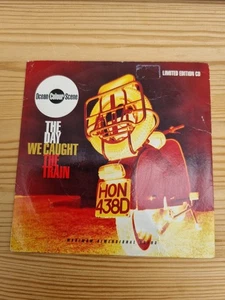 Ocean Colour Scene
LIMITED EDITION CD
THE
DAY
WE CAUGHT
THE
TRAIN
HON
438D